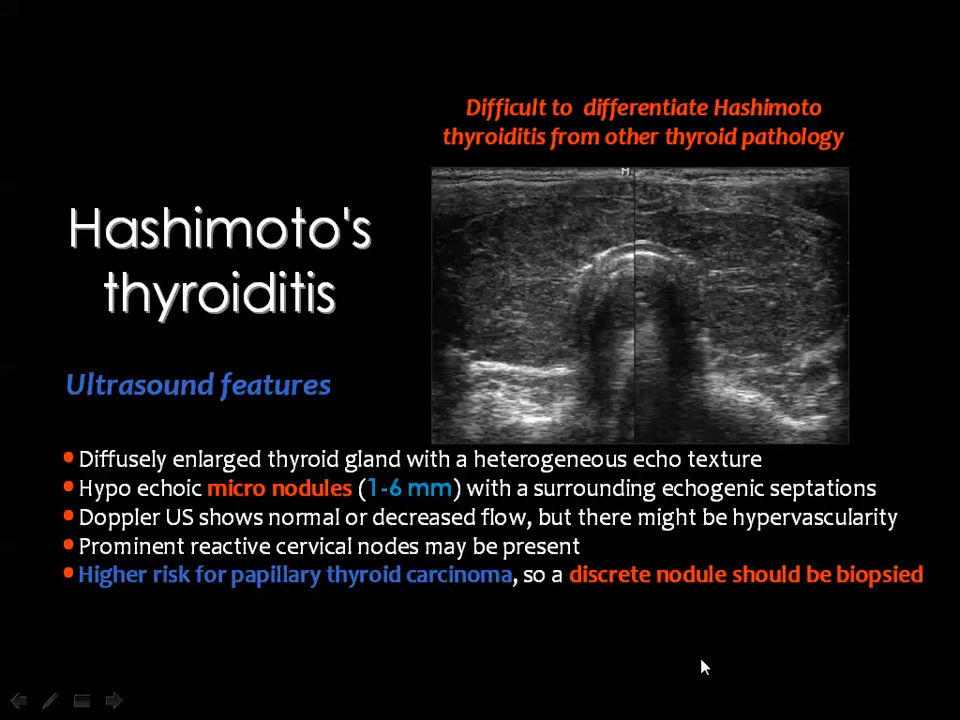 Difficult to differentiate Hashimoto
thyroiditis from other thyroid pathology
M
Hashimoto's
thyroiditis
Ultrasound features
Diffusely enlarged thyroid gland with a heterogeneous echo texture
Hypo echoic micro nodules (1-6 mm) with a surrounding echogenic septations
Doppler US shows normal or decreased flow, but there might be hypervascularity
Prominent reactive cervical nodes may be present
Higher risk for papillary thyroid carcinoma, so a discrete nodule should be biopsied